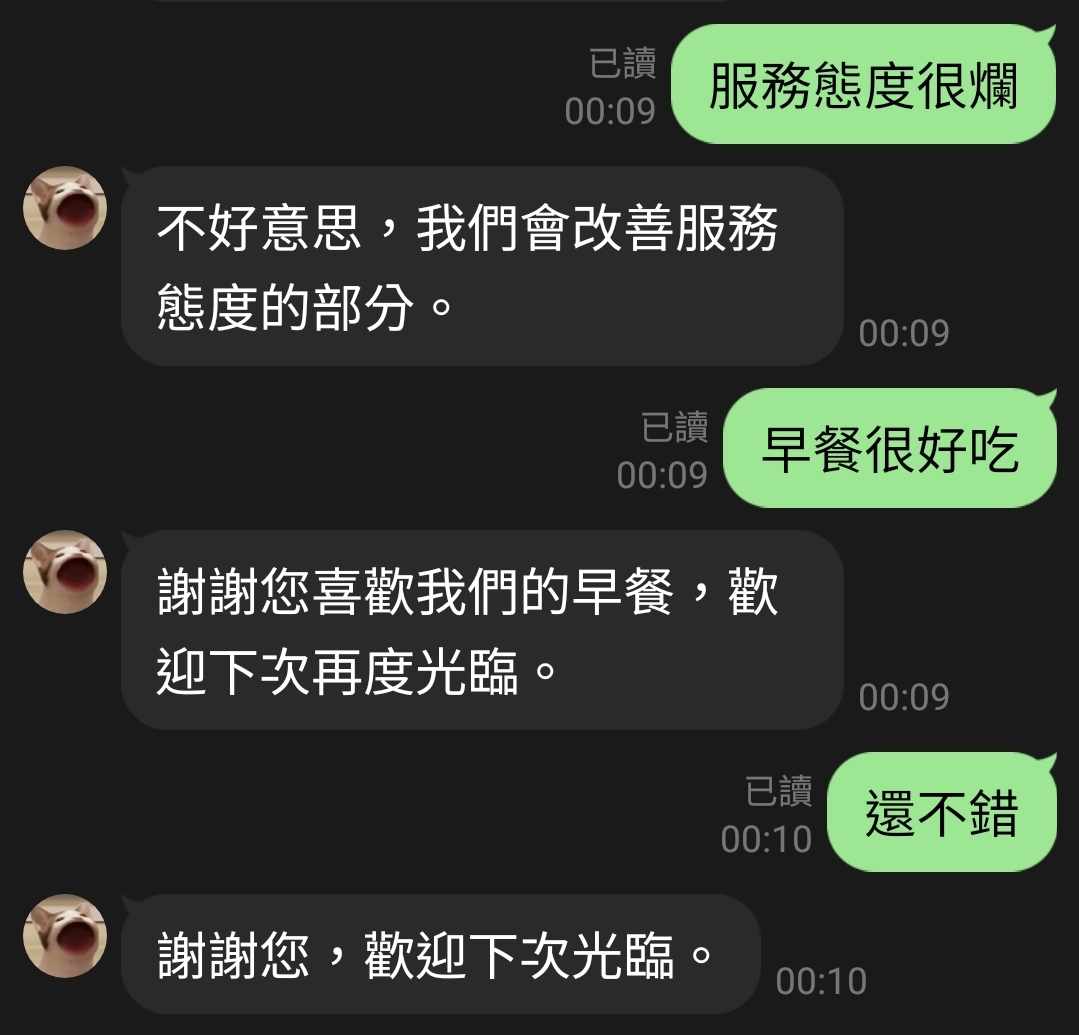 服務態度很爛
已讀
00:09
不好意思，我們會改善服務
態度的部分。
00:09
早餐很好吃
已讀
00:09
謝謝您喜歡我們的早餐，歡
迎下次再度光臨。
00:09
還不錯
已讀
00:10
謝謝您，歡迎下次光臨。
00:10